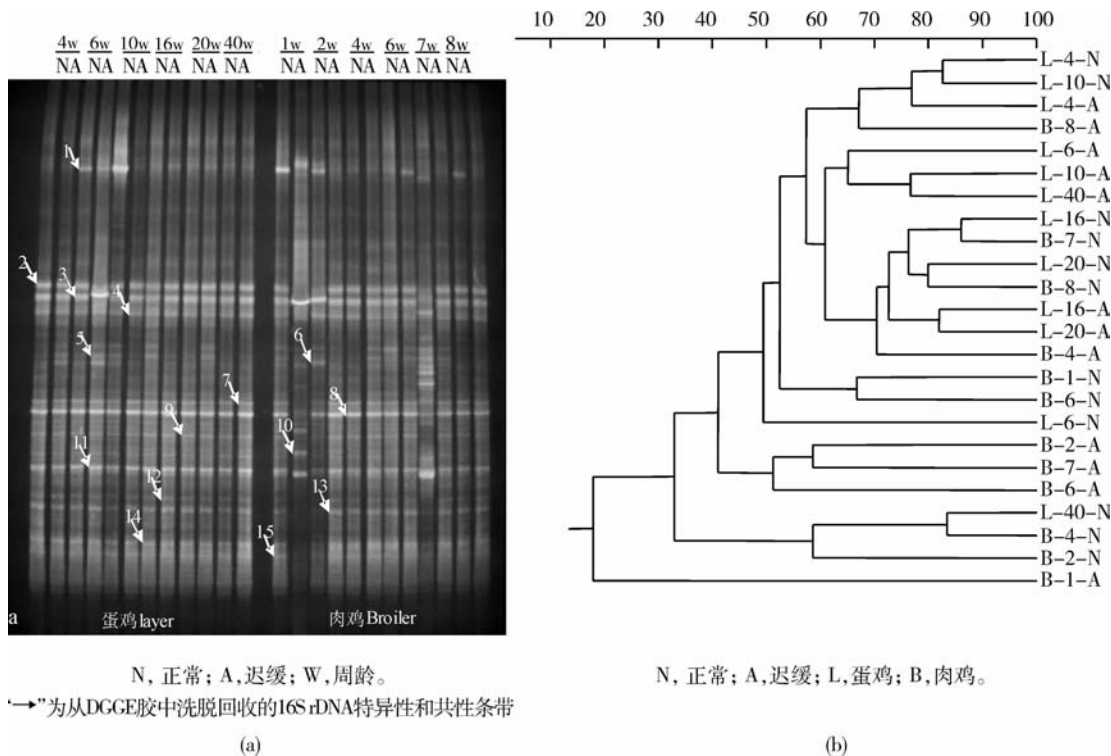 4w 6w 10w 16w 20w 40w 1w 2w 4w 6w 7w 8w
NA NA NA NA NA NA NA NA NA NA NA NA
1
2
3
4
5
6
7
8
9
10
11
12
13
14
15
a
蛋鸡layer
肉鸡Broiler
N, 正常; A,迟缓; W,周龄。
“→”为从DGGE胶中洗脱回收的16S rDNA特异性和共性条带
(a)
10 20 30 40 50 60 70 80 90 100
L-4-N
L-10-N
L-4-A
B-8-A
L-6-A
L-10-A
L-40-A
L-16-N
B-7-N
L-20-N
B-8-N
L-16-A
L-20-A
B-4-A
B-1-N
B-6-N
L-6-N
B-2-A
B-7-A
B-6-A
L-40-N
B-4-N
B-2-N
B-1-A
N, 正常; A,迟缓; L,蛋鸡; B,肉鸡。
(b)